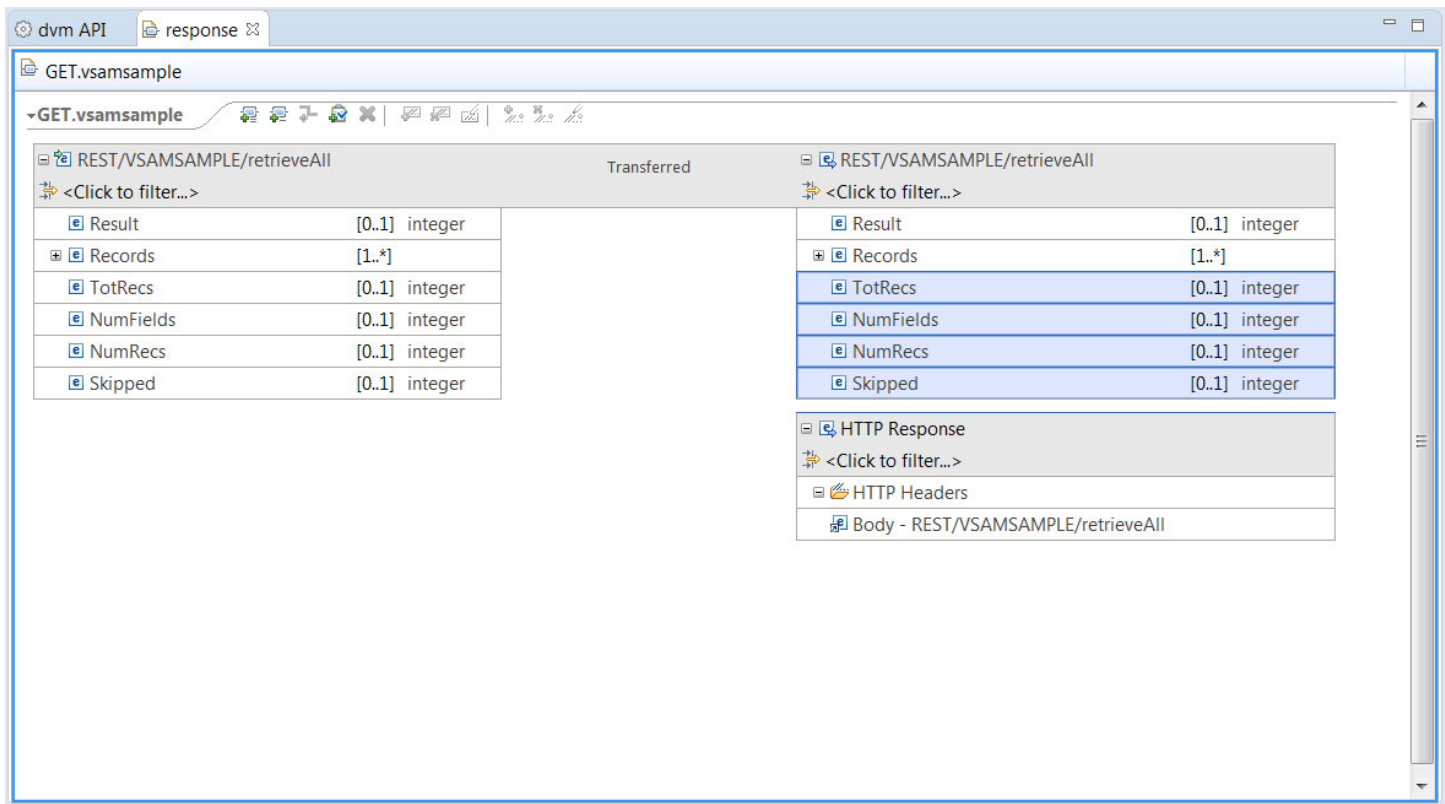 dvm API response
GET.vsamsample
GET.vsamsample
REST/VSAMSAMPLE/retrieveAll Transferred REST/VSAMSAMPLE/retrieveAll
<Click to filter...> <Click to filter...>
Result [0..1] integer Result [0..1] integer
Records [1..*] Records [1..*]
TotRecs [0..1] integer TotRecs [0..1] integer
NumFields [0..1] integer NumFields [0..1] integer
NumRecs [0..1] integer NumRecs [0..1] integer
Skipped [0..1] integer Skipped [0..1] integer
HTTP Response
<Click to filter...>
HTTP Headers
Body - REST/VSAMSAMPLE/retrieveAll